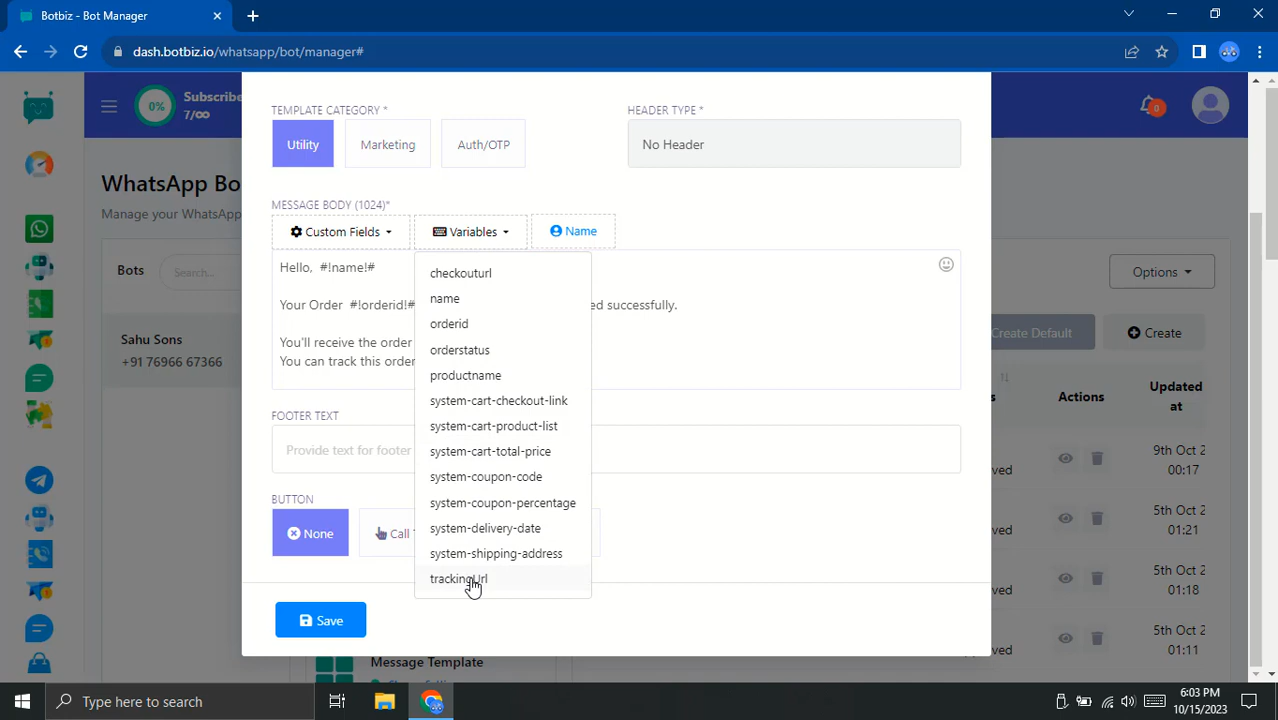 Botbiz - Bot Manager
dash.botbiz.io/whatsapp/bot/manager#
0%
Subscribe
7/∞
0
WhatsApp Bo
Manage your WhatsApp
Bots
Search...
Sahu Sons
+91 76966 67366
TEMPLATE CATEGORY *
HEADER TYPE *
Utility
Marketing
Auth/OTP
No Header
MESSAGE BODY (1024)*
Custom Fields
Variables
Name
Hello, #!name!#
Your Order #!orderid!#
ed successfully.
You'll receive the order
You can track this order
checkouturl
name
orderid
orderstatus
productname
system-cart-checkout-link
system-cart-product-list
system-cart-total-price
system-coupon-code
system-coupon-percentage
system-delivery-date
system-shipping-address
trackingUrl
FOOTER TEXT
Provide text for footer
BUTTON
None
Call
Save
Message Template
Options
Create Default
Create
s
Actions
Updated
at
ved
9th Oct 2
00:17
ved
5th Oct 2
01:21
ved
5th Oct 2
01:18
ved
5th Oct 2
01:11
Type here to search
6:03 PM
10/15/2023